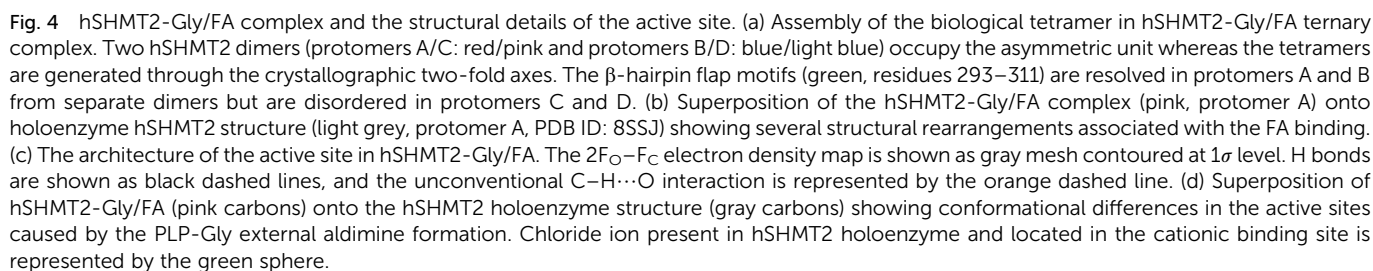 Fig. 4 hSHMT2-Gly/FA complex and the structural details of the active site. (a) Assembly of the biological tetramer in hSHMT2-Gly/FA ternary
complex. Two hSHMT2 dimers (protomers A/C: red/pink and protomers B/D: blue/light blue) occupy the asymmetric unit whereas the tetramers
are generated through the crystallographic two-fold axes. The β-hairpin flap motifs (green, residues 293–311) are resolved in protomers A and B
from separate dimers but are disordered in protomers C and D. (b) Superposition of the hSHMT2-Gly/FA complex (pink, protomer A) onto
holoenzyme hSHMT2 structure (light grey, protomer A, PDB ID: 8SSJ) showing several structural rearrangements associated with the FA binding.
(c) The architecture of the active site in hSHMT2-Gly/FA. The 2FO–FC electron density map is shown as gray mesh contoured at 1σ level. H bonds
are shown as black dashed lines, and the unconventional C–H⋯O interaction is represented by the orange dashed line. (d) Superposition of
hSHMT2-Gly/FA (pink carbons) onto the hSHMT2 holoenzyme structure (gray carbons) showing conformational differences in the active sites
caused by the PLP-Gly external aldimine formation. Chloride ion present in hSHMT2 holoenzyme and located in the cationic binding site is
represented by the green sphere.